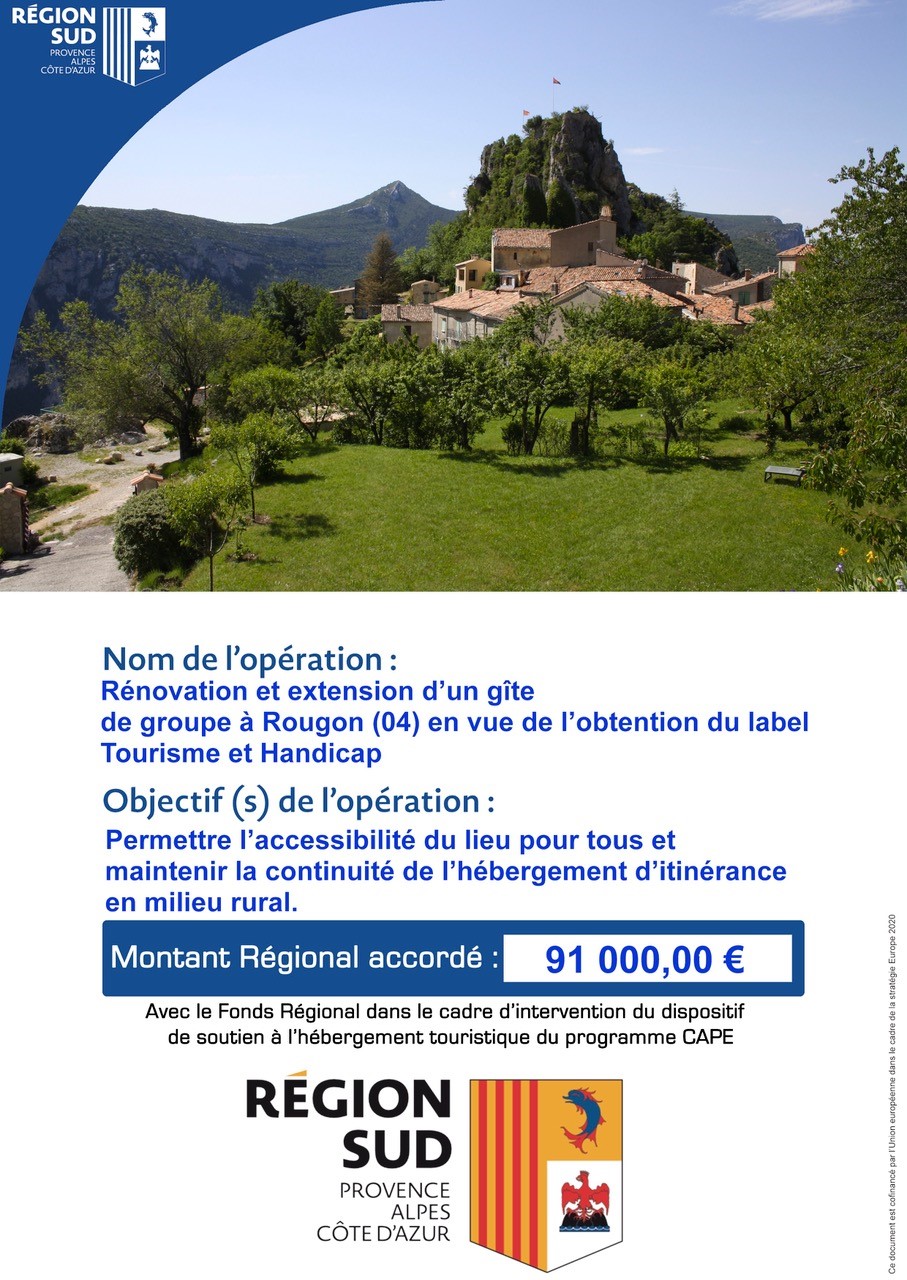 RÉGION
SUD
PROVENCE
ALPES
CÔTE D'AZUR
Nom de l'opération :
Rénovation et extension d'un gîte
de groupe à Rougon (04) en vue de l'obtention du label
Tourisme et Handicap
Objectif (s) de l'opération :
Permettre l'accessibilité du lieu pour tous et
maintenir la continuité de l'hébergement d'itinérance
en milieu rural.
Montant Régional accordé : 91 000,00 €
Avec le Fonds Régional dans le cadre d'intervention du dispositif
de soutien à l'hébergement touristique du programme CAPE
RÉGION
SUD
PROVENCE
ALPES
CÔTE D'AZUR
Ce document est cofinancé par l'Union européenne dans le cadre de la stratégie Europe 2020